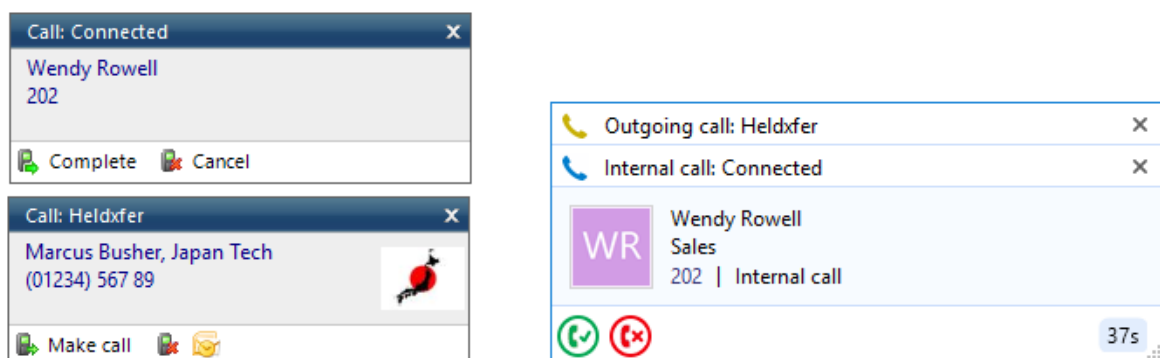 Call: Connected
Wendy Rowell
202
Complete Cancel
Call: Heldxfer
Marcus Busher, Japan Tech
(01234) 567 89
Make call
Outgoing call: Heldxfer
Internal call: Connected
WR
Wendy Rowell
Sales
202 | Internal call
37s